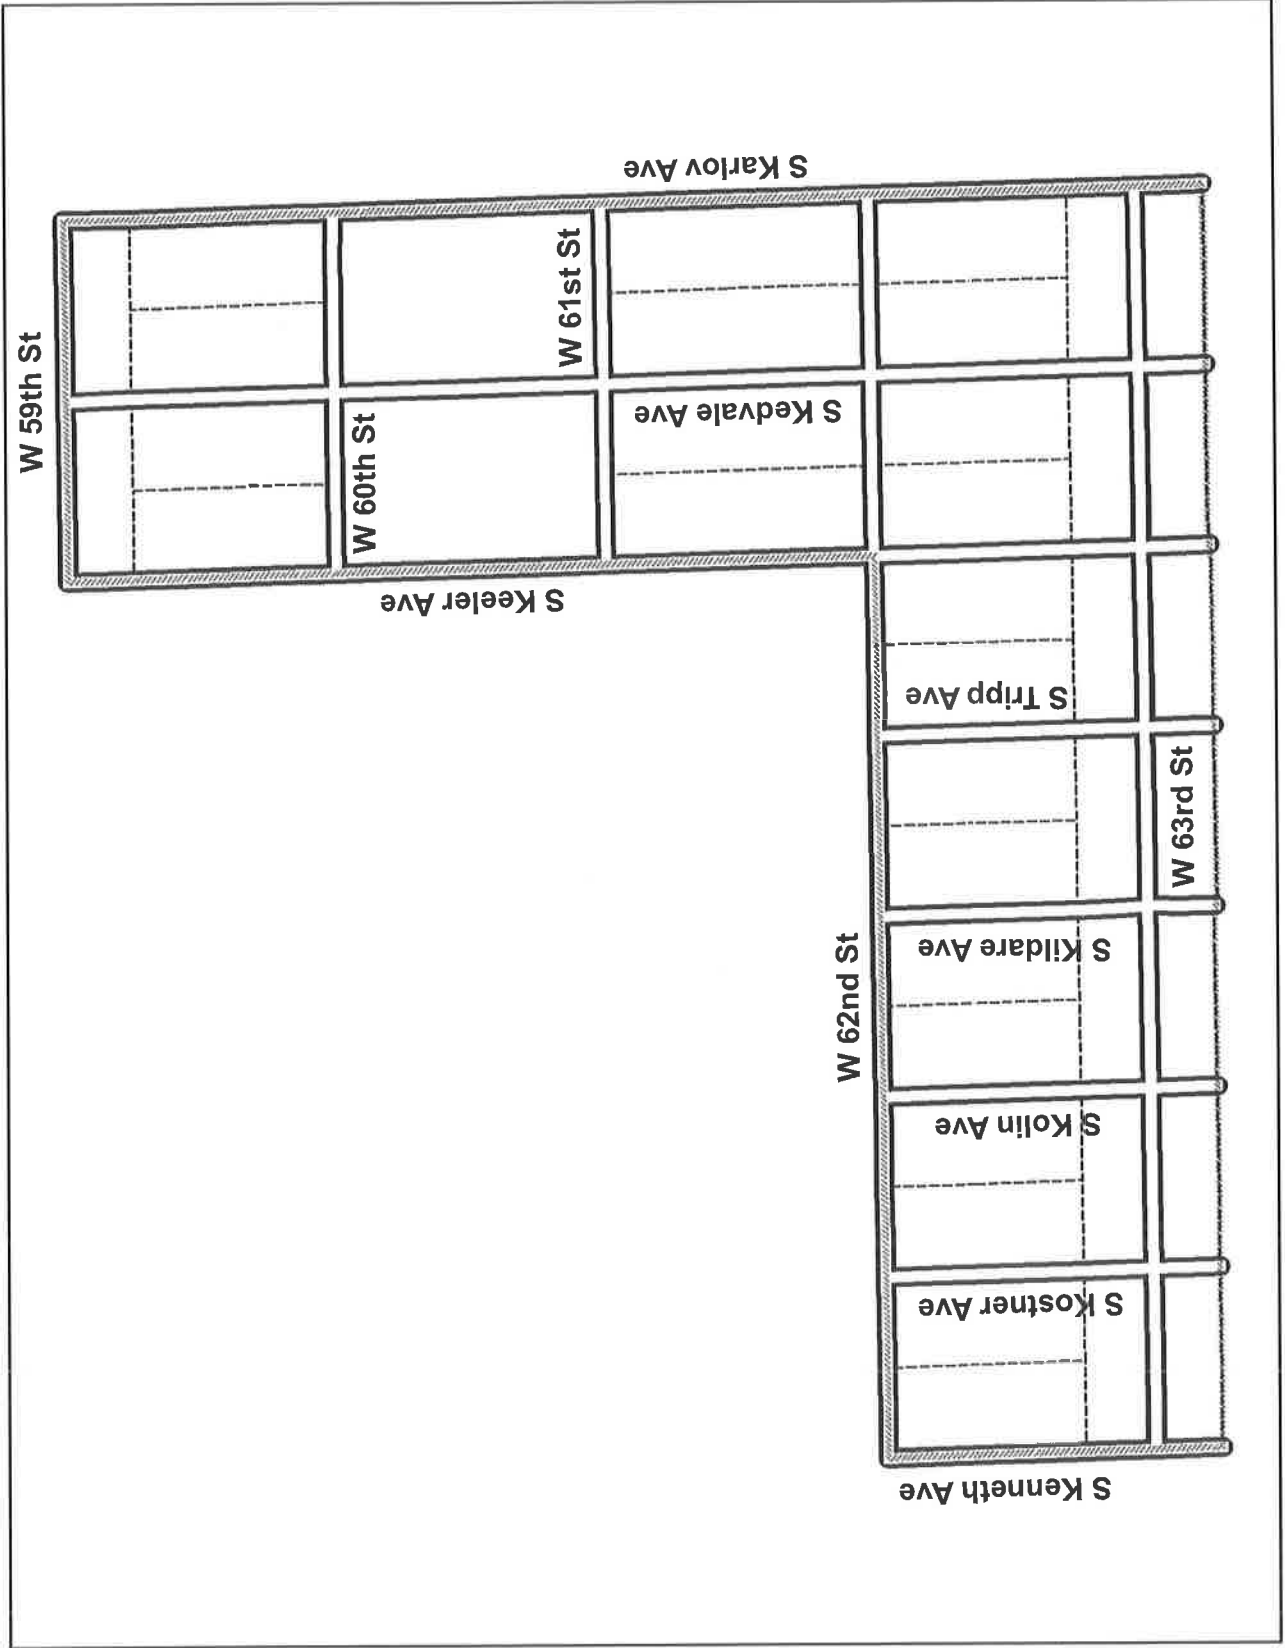 W 59th St
S Karlov Ave
W 61st St
W 60th St
S Kedvale Ave
S Keeler Ave
S Tripp Ave
W 63rd St
W 62nd St
S Kildare Ave
S Kolin Ave
S Kostner Ave
S Kenneth Ave